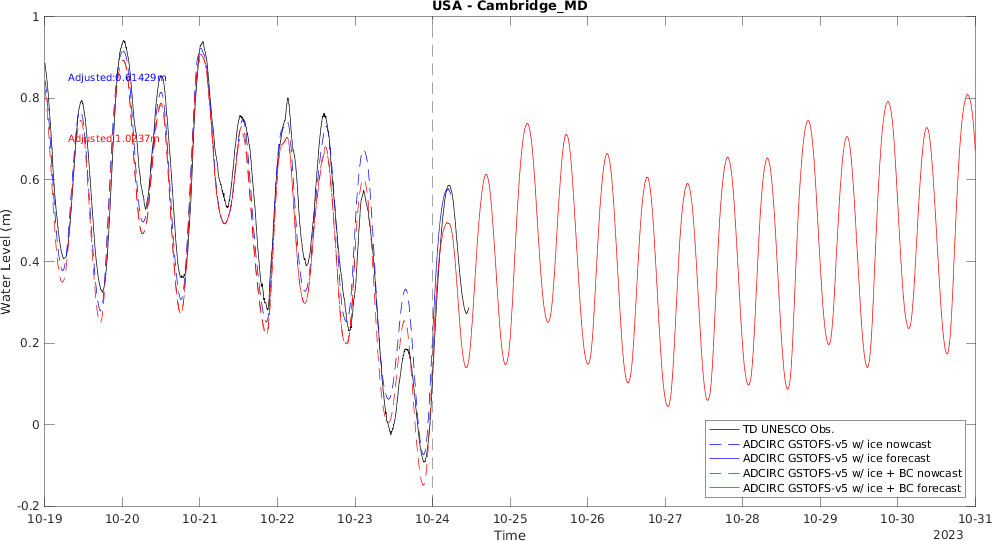 USA - Cambridge_MD
Water Level (m)
1
0.8
0.6
0.4
0.2
0
-0.2
Adjusted:0.61429m
Adjusted:1.0237m
TD UNESCO Obs.
ADCIRC GSTOFS-v5 w/ ice nowcast
ADCIRC GSTOFS-v5 w/ ice forecast
ADCIRC GSTOFS-v5 w/ ice + BC nowcast
ADCIRC GSTOFS-v5 w/ ice + BC forecast
10-19 10-20 10-21 10-22 10-23 10-24 10-25 10-26 10-27 10-28 10-29 10-30 10-31
Time
2023